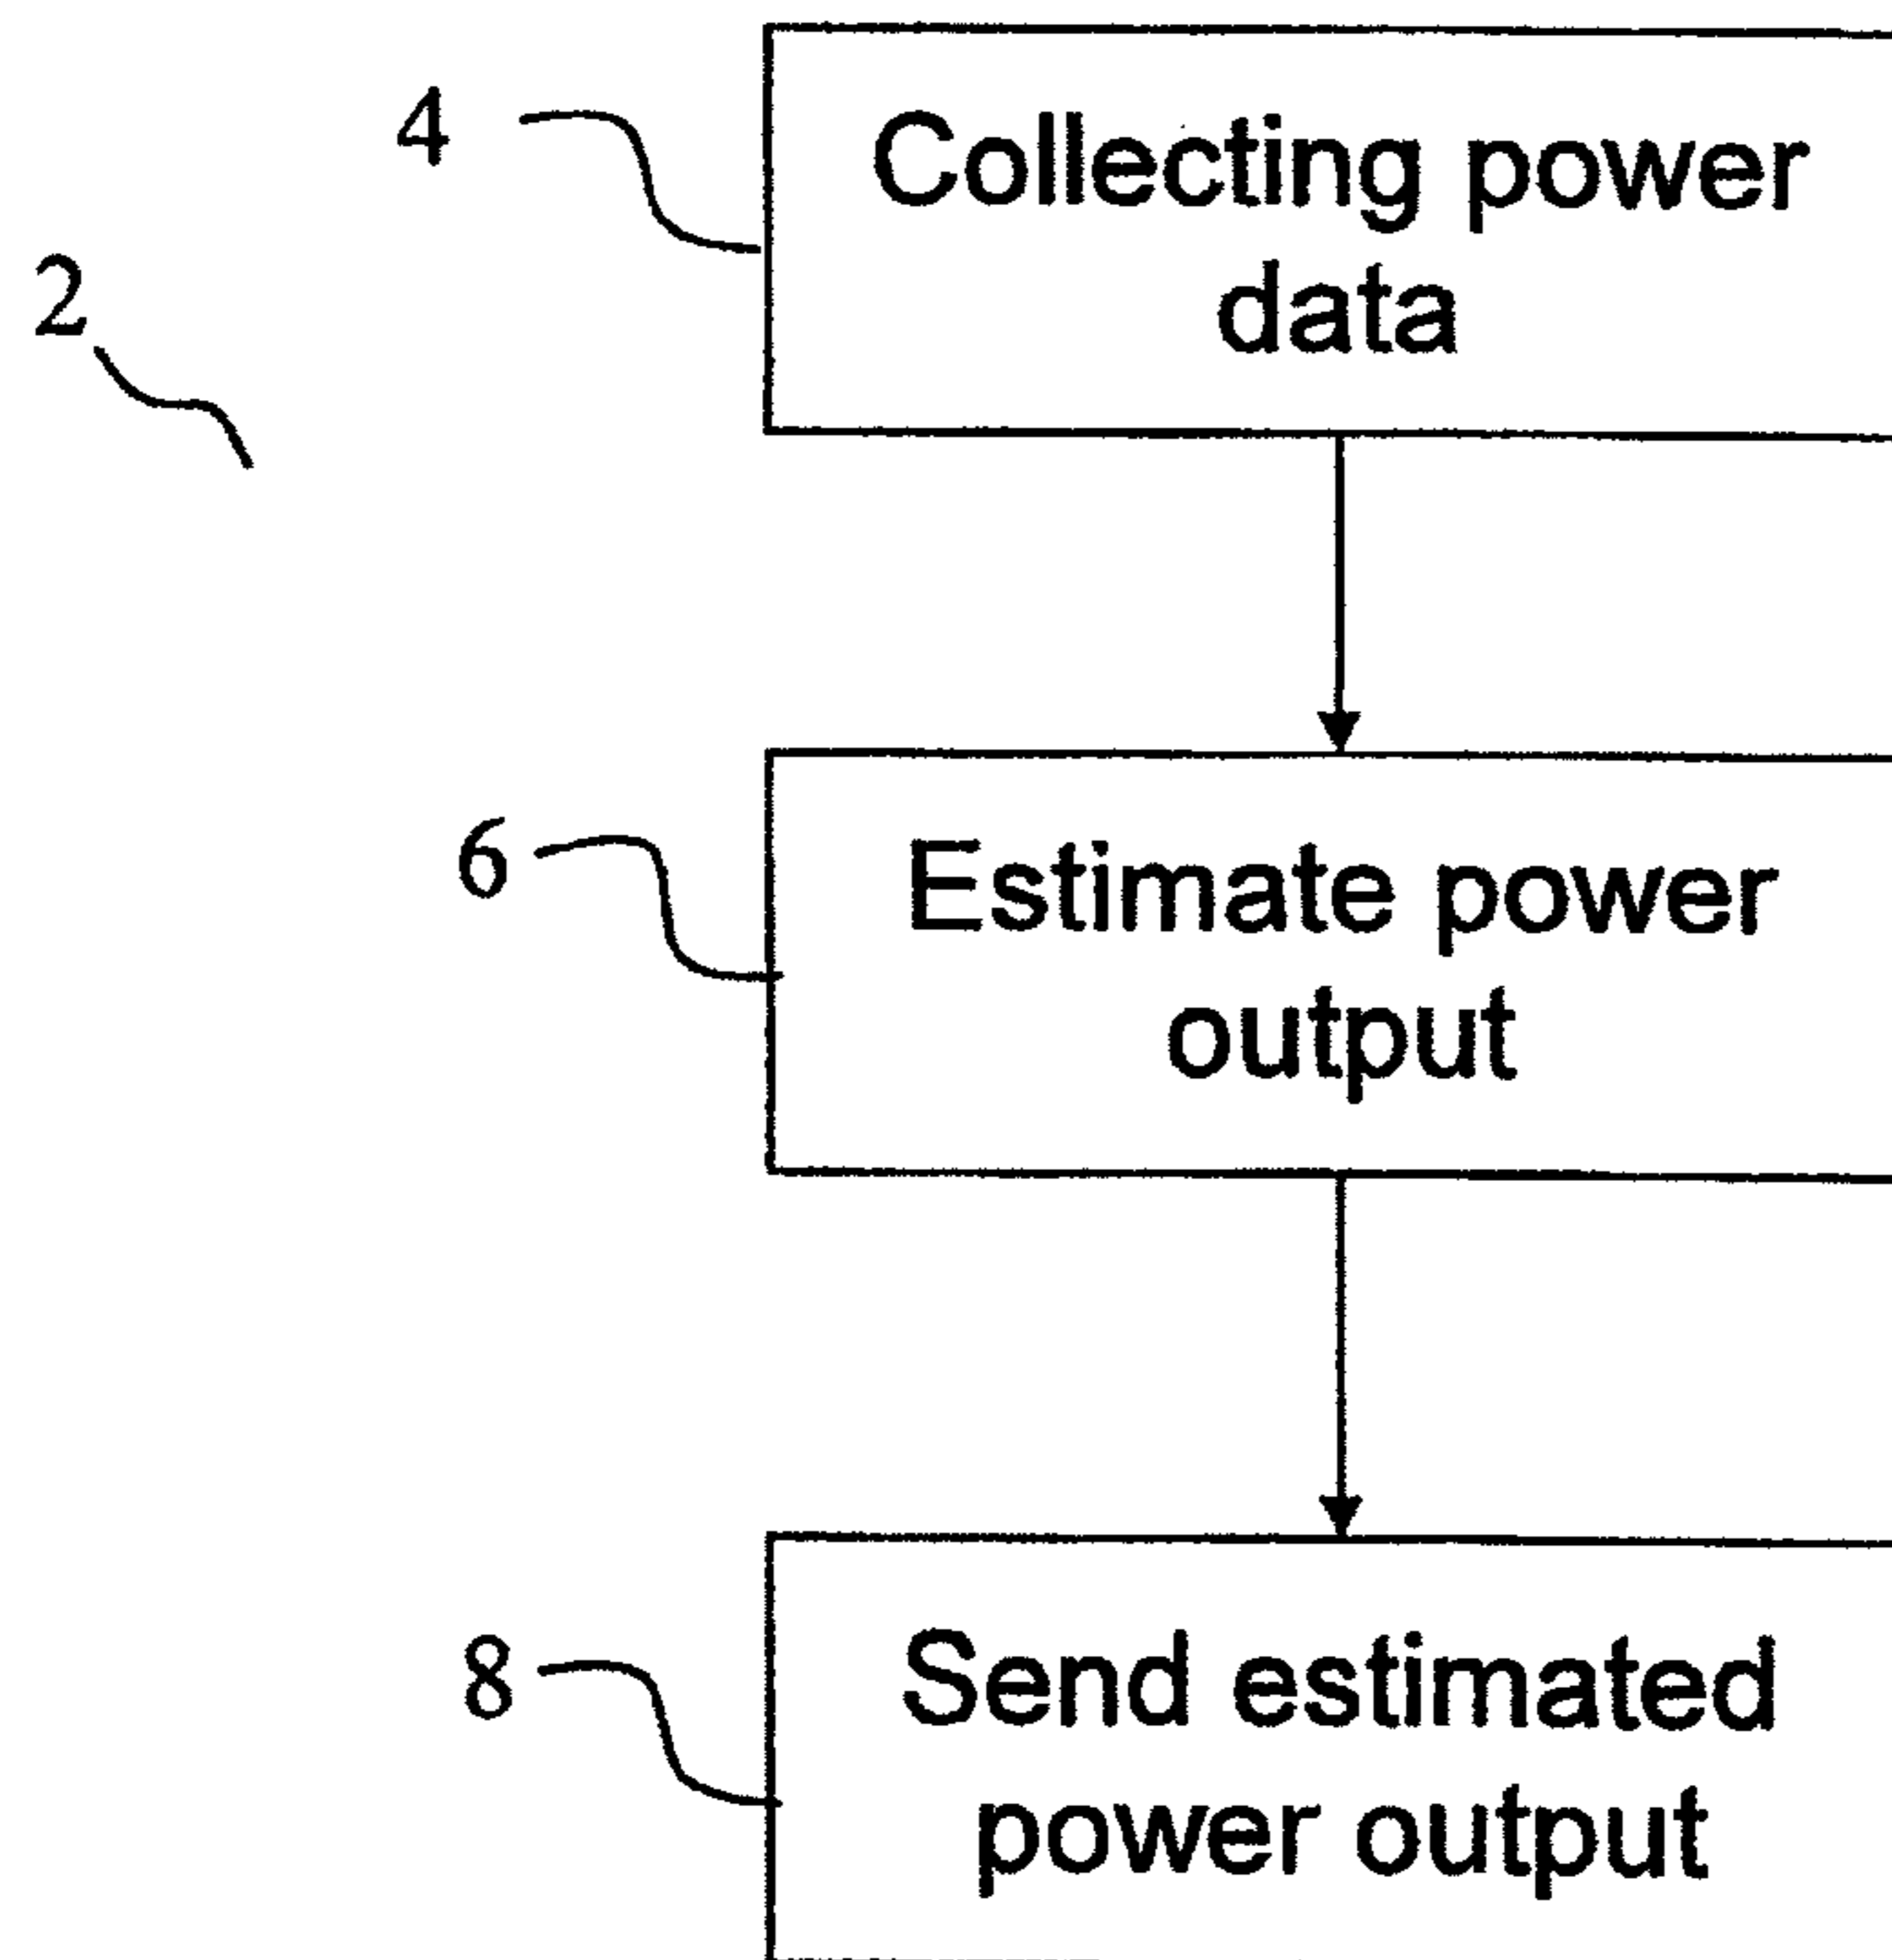 4
Collecting power
data
2
6
Estimate power
output
8
Send estimated
power output